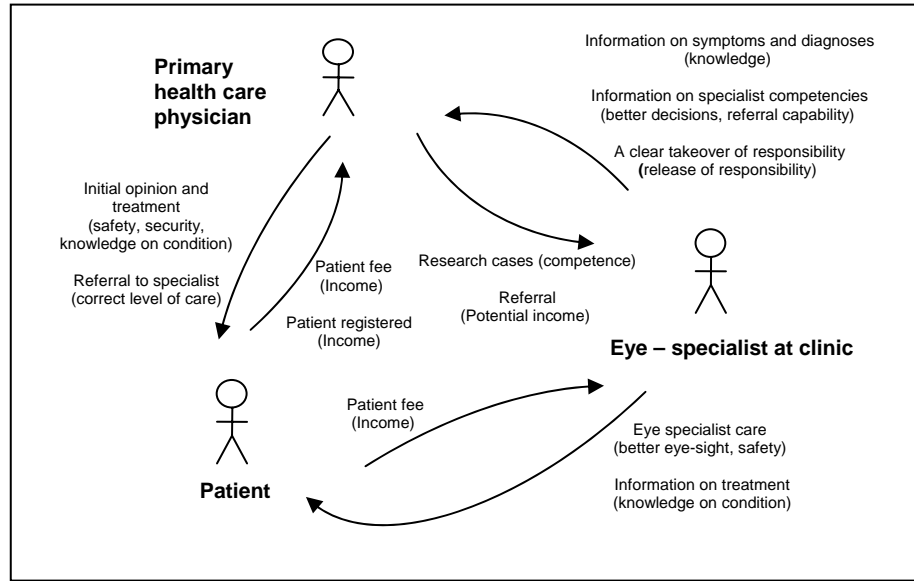 Primary
health care
physician
Information on symptoms and diagnoses
(knowledge)
Information on specialist competencies
(better decisions, referral capability)
A clear takeover of responsibility
(release of responsibility)
Initial opinion and
treatment
(safety, security,
knowledge on condition)
Referral to specialist
(correct level of care)
Patient fee
(Income)
Patient registered
(Income)
Research cases (competence)
Referral
(Potential income)
Eye – specialist at clinic
Patient fee
(Income)
Eye specialist care
(better eye-sight, safety)
Information on treatment
(knowledge on condition)
Patient